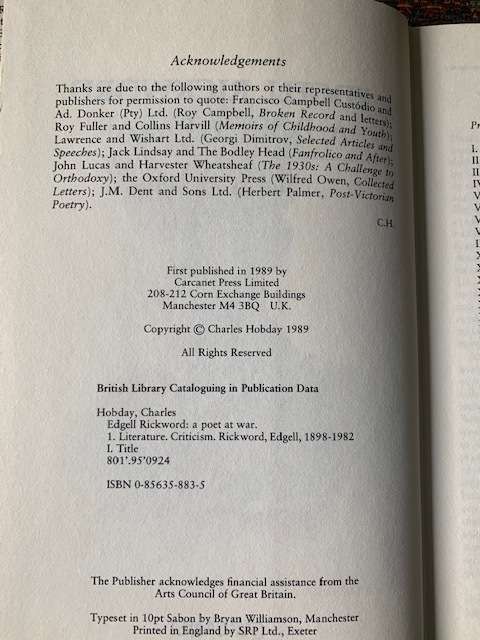 Acknowledgements
Thanks are due to the following authors or their representatives and
publishers for permission to quote: Francisco Campbell Custódio and
Ad. Donker (Pty) Ltd. (Roy Campbell, Broken Record and letters);
Roy Fuller and Collins Harvill (Memoirs of Childhood and Youth);
Lawrence and Wishart Ltd. (Georgi Dimitrov, Selected Articles and
Speeches); Jack Lindsay and The Bodley Head (Fanfrolico and After);
John Lucas and Harvester Wheatsheaf (The 1930s: A Challenge to
Orthodoxy); the Oxford University Press (Wilfred Owen, Collected
Letters); J.M. Dent and Sons Ltd. (Herbert Palmer, Post-Victorian
Poetry).
C.H.
First published in 1989 by
Carcanet Press Limited
208-212 Corn Exchange Buildings
Manchester M4 3BQ U.K.
Copyright © Charles Hobday 1989
All Rights Reserved
British Library Cataloguing in Publication Data
Hobday, Charles
Edgell Rickword: a poet at war.
1. Literature. Criticism. Rickword, Edgell, 1898-1982
I. Title
801'.95'0924
ISBN 0-85635-883-5
The Publisher acknowledges financial assistance from the
Arts Council of Great Britain.
Typeset in 10pt Sabon by Bryan Williamson, Manchester
Printed in England by SRP Ltd., Exeter